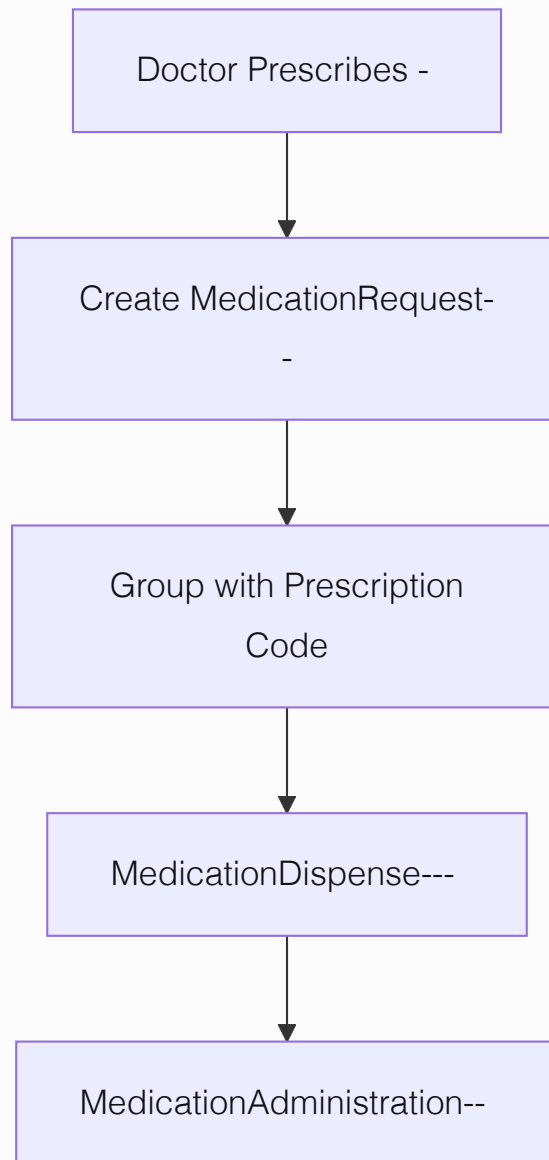 Doctor Prescribes -
Create MedicationRequest-
-
Group with Prescription
Code
MedicationDispense---
MedicationAdministration--